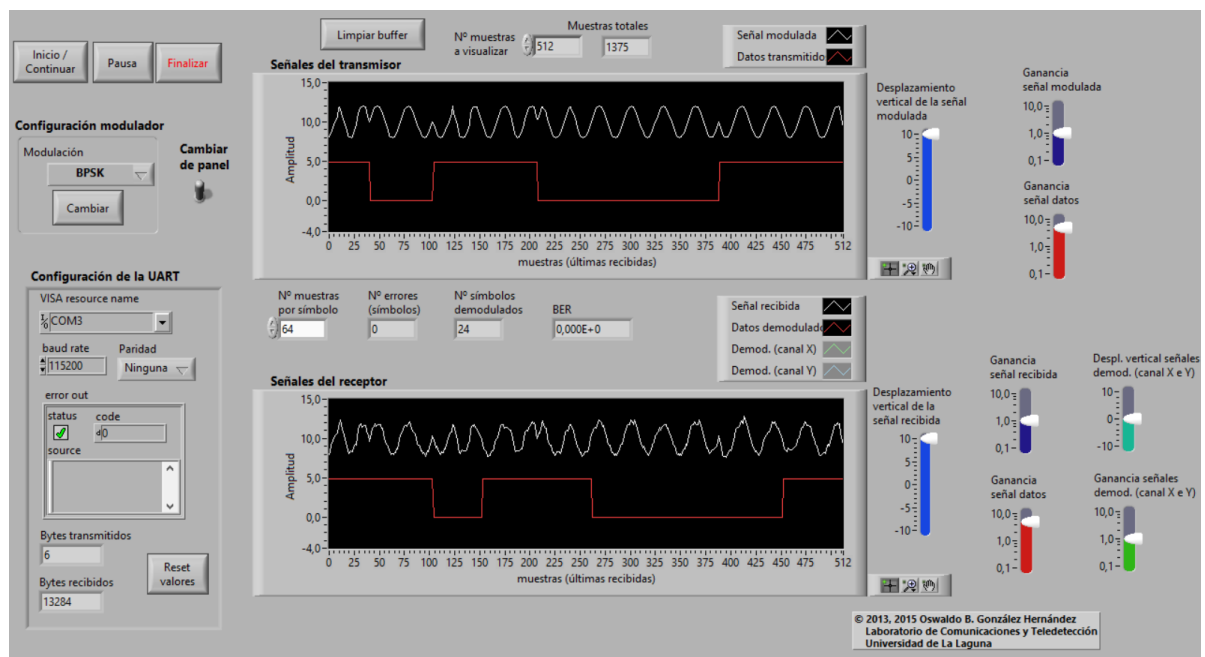 Inicio /
Continuar
Pausa
Finalizar
Limpiar buffer
Nº muestras
a visualizar
512
Muestras totales
1375
Señal modulada
Datos transmitido
Configuración modulador
Modulación
BPSK
Cambiar
Cambiar
de panel
Señales del transmisor
Amplitud
15,0
10,0
5,0
0,0
-4,0
0 25 50 75 100 125 150 175 200 225 250 275 300 325 350 375 400 425 450 475 512
muestras (últimas recibidas)
Desplazamiento
vertical de la señal
modulada
10
5
0
-5
-10
Ganancia
señal modulada
10,0
1,0
0,1
Ganancia
señal datos
10,0
1,0
0,1
Configuración de la UART
VISA resource name
COM3
baud rate
115200
Paridad
Ninguna
error out
status
code
d0
source
Bytes transmitidos
6
Bytes recibidos
13284
Reset
valores
Nº muestras
por símbolo
64
Nº errores
(símbolos)
0
Nº símbolos
demodulados
24
BER
0,000E+0
Señal recibida
Datos demodulado
Demod. (canal X)
Demod. (canal Y)
Señales del receptor
Amplitud
15,0
10,0
5,0
0,0
-4,0
0 25 50 75 100 125 150 175 200 225 250 275 300 325 350 375 400 425 450 475 512
muestras (últimas recibidas)
Desplazamiento
vertical de la
señal recibida
10
5
0
-5
-10
Ganancia
señal recibida
10,0
1,0
0,1
Despl. vertical señales
demod. (canal X e Y)
10
0
-10
Ganancia
señal datos
10,0
1,0
0,1
Ganancia señales
demod. (canal X e Y)
10,0
1,0
0,1
© 2013, 2015 Oswaldo B. González Hernández
Laboratorio de Comunicaciones y Teledetección
Universidad de La Laguna